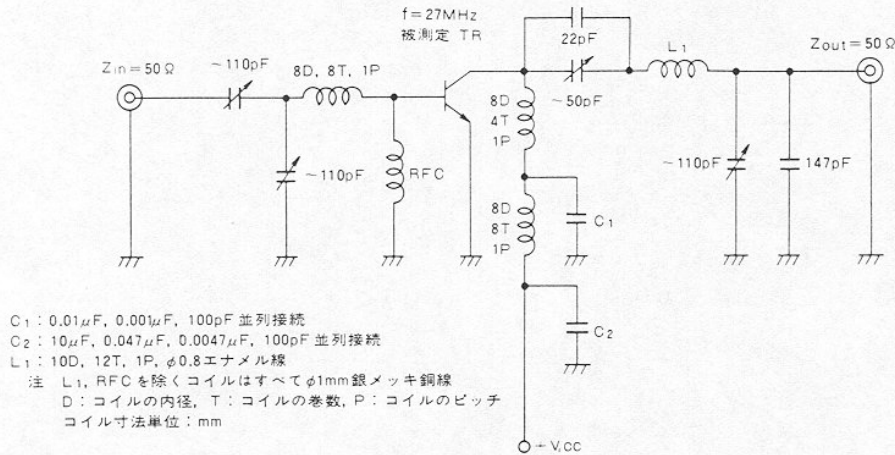 f=27MHz
被測定 TR
22pF
L₁
Zout=50Ω
Zin=50Ω
~110pF
8D, 8T, 1P
~50pF
8D
4T
1P
~110pF
RFC
~110pF
147pF
8D
8T
1P
C₁
C₂
C₁:0.01μF, 0.001μF, 100pF 並列接続
C₂:10μF, 0.047μF, 0.0047μF, 100pF 並列接続
L₁:10D, 12T, 1P, φ0.8エナメル線
注 L₁, RFCを除くコイルはすべてφ1mm銀メッキ銅線
D:コイルの内径, T:コイルの巻数, P:コイルのピッチ
コイル寸法単位:mm
+Vcc